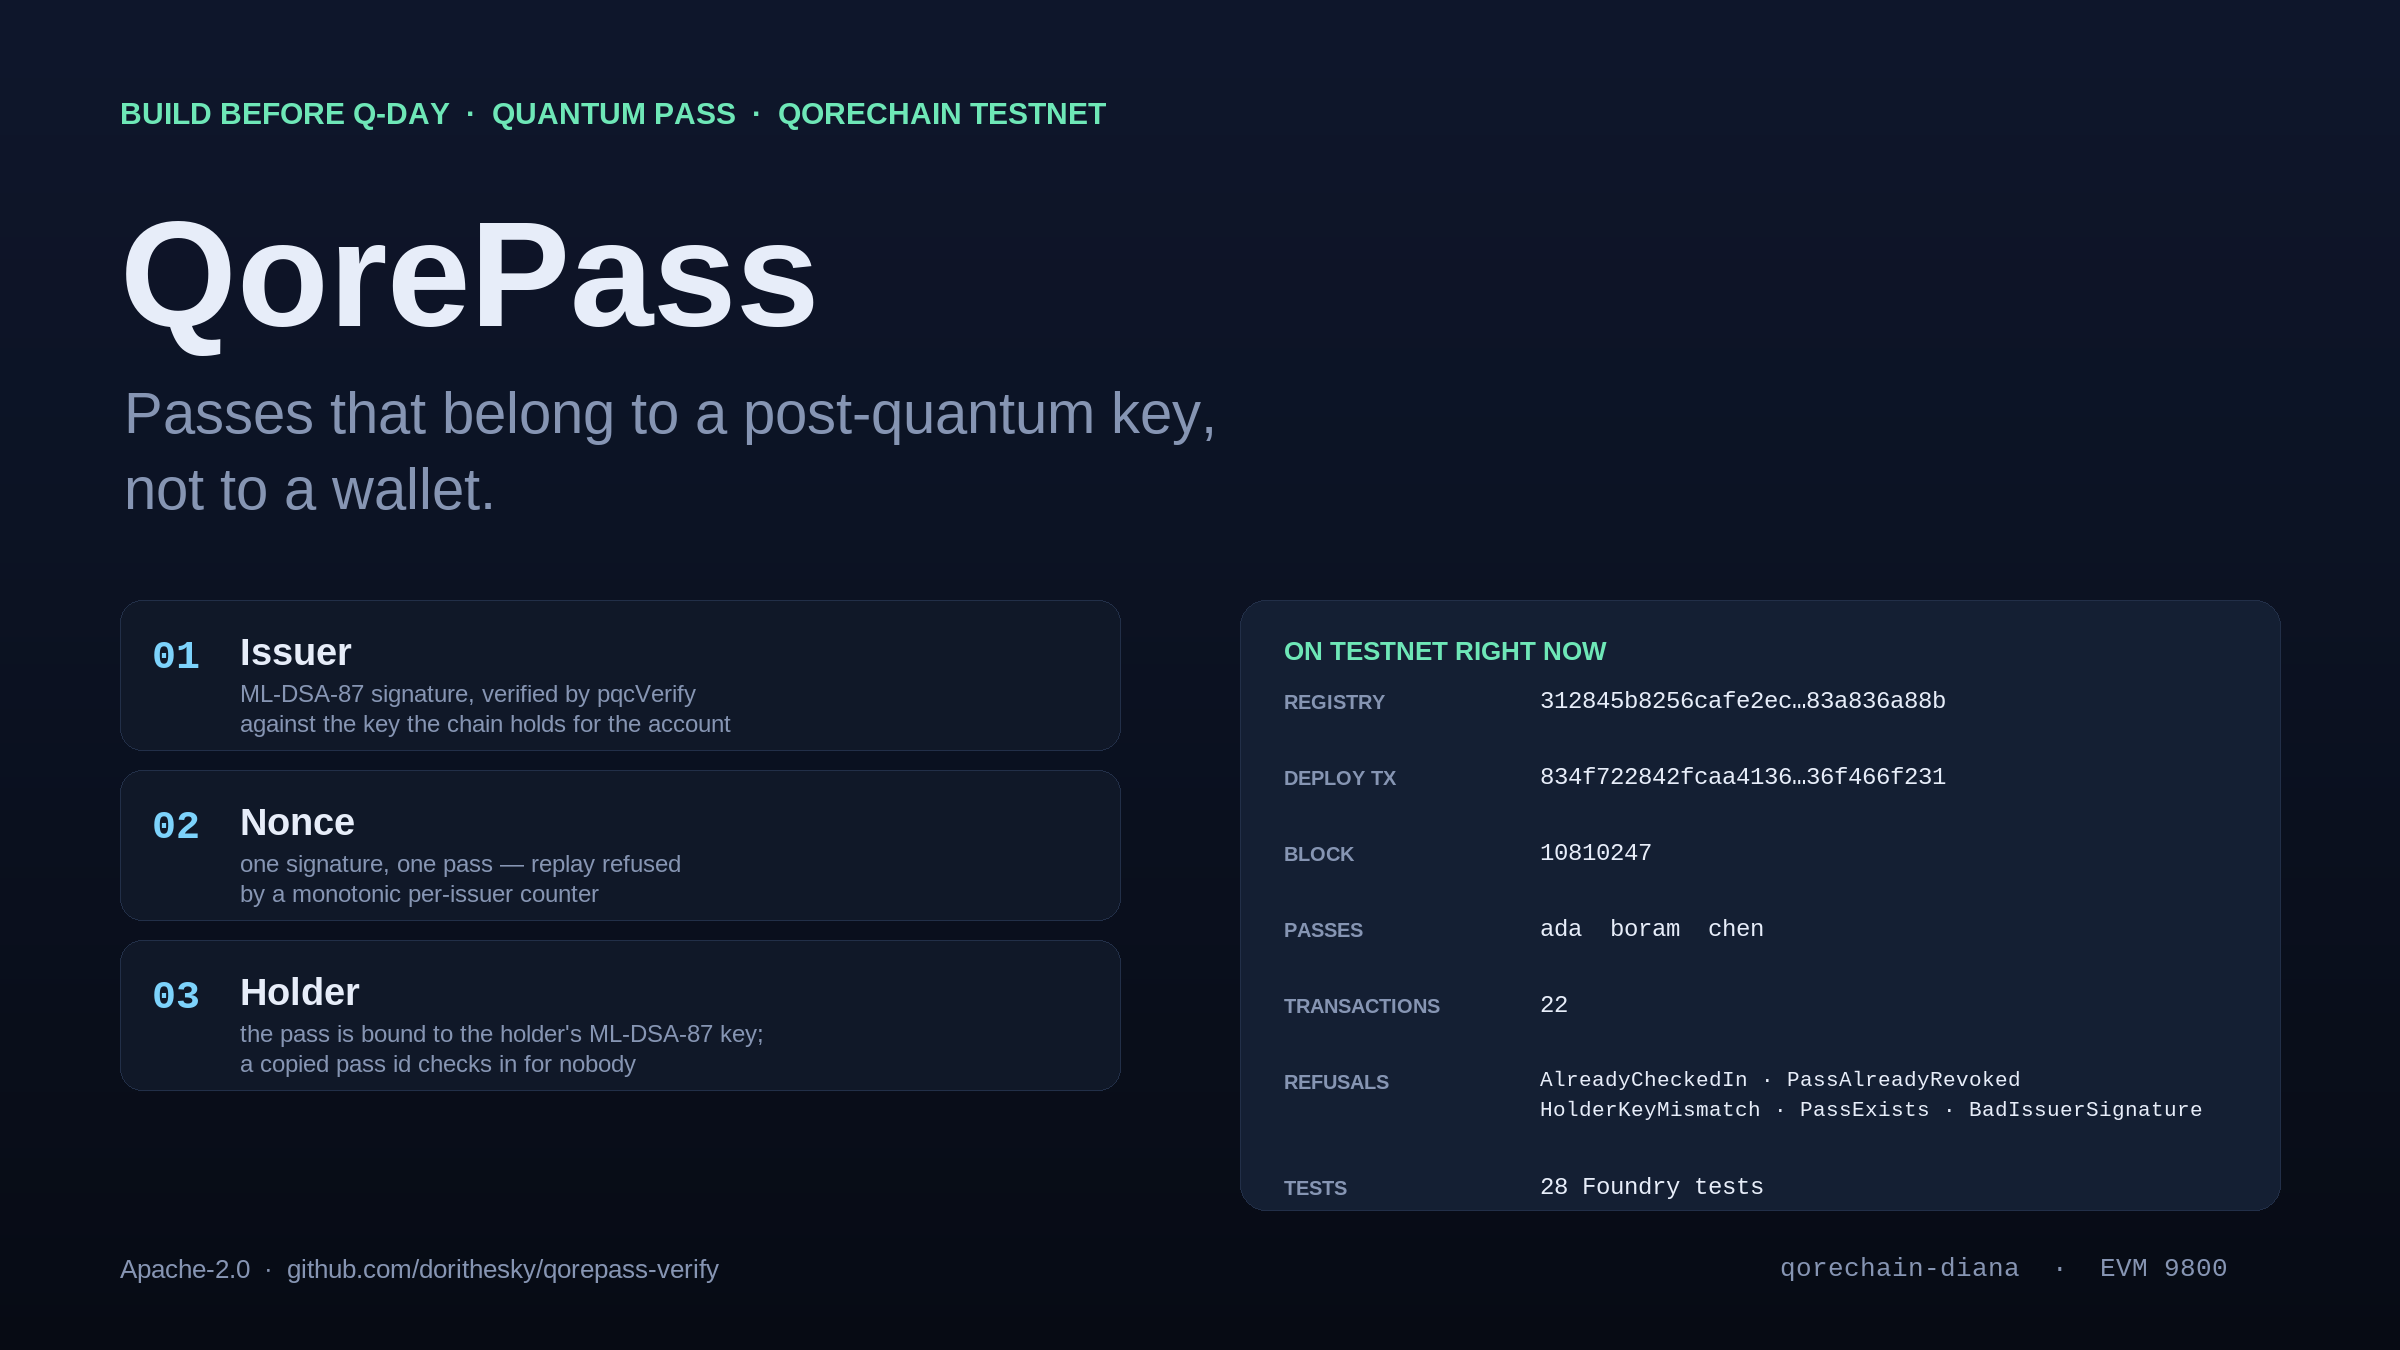 BUILD BEFORE Q-DAY · QUANTUM PASS · QORECHAIN TESTNET
QorePass
Passes that belong to a post-quantum key,
not to a wallet.
01 Issuer
ML-DSA-87 signature, verified by pqcVerify
against the key the chain holds for the account
02 Nonce
one signature, one pass — replay refused
by a monotonic per-issuer counter
03 Holder
the pass is bound to the holder's ML-DSA-87 key;
a copied pass id checks in for nobody
ON TESTNET RIGHT NOW
REGISTRY 312845b8256cafe2ec…83a836a88b
DEPLOY TX 834f722842fcaa4136…36f466f231
BLOCK 10810247
PASSES ada boram chen
TRANSACTIONS 22
REFUSALS AlreadyCheckedIn · PassAlreadyRevoked
HolderKeyMismatch · PassExists · BadIssuerSignature
TESTS 28 Foundry tests
Apache-2.0 · github.com/dorithesky/qorepass-verify
qorechain-diana · EVM 9800